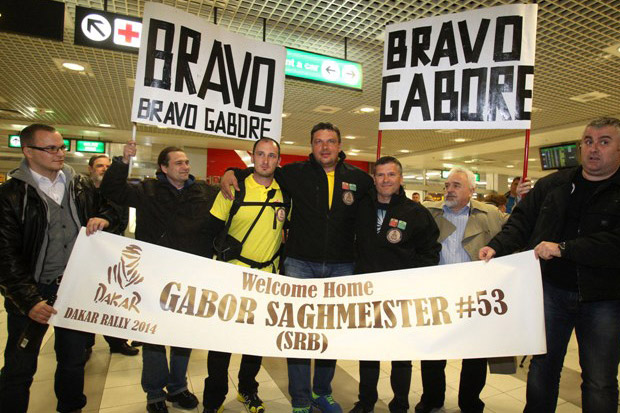 BRAVO
BRAVO GABORE
BRAVO
GABORE
Welcome Home
GABOR SAGHMEISTER #53
(SRB)
DAKAR
DAKAR RALLY 2014